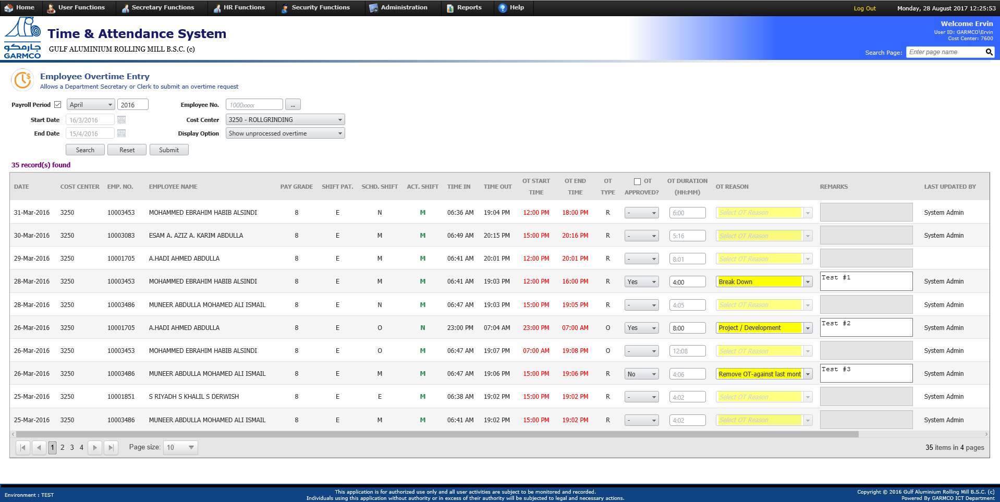 Home User Functions Secretary Functions HR Functions Security Functions Administration Reports Help Log Out Monday, 28 August 2017 12:25:53
جارمكو
GARMCO
Time & Attendance System
GULF ALUMINIUM ROLLING MILL B.S.C. (c)
Welcome Ervin
User ID: GARMCO\Ervin
Cost Center: 7600
Search Page: Enter page name
Employee Overtime Entry
Allows a Department Secretary or Clerk to submit an overtime request
Payroll Period April 2016 Employee No. 1000xxxx ...
Start Date 16/3/2016 Cost Center 3250 - ROLLGRINDING
End Date 15/4/2016 Display Option Show unprocessed overtime
Search Reset Submit
35 record(s) found
DATE COST CENTER EMP. NO. EMPLOYEE NAME PAY GRADE SHIFT PAT. SCHD. SHIFT ACT. SHIFT TIME IN TIME OUT OT START TIME OT END TIME OT TYPE OT APPROVED? OT DURATION (HH:MM) OT REASON REMARKS LAST UPDATED BY
31-Mar-2016 3250 10003453 MOHAMMED EBRAHIM HABIB ALSINDI 8 E N M 06:36 AM 19:04 PM 12:00 PM 18:00 PM R - 6:00 Select OT Reason System Admin
30-Mar-2016 3250 10003083 ESAM A. AZIZ A. KARIM ABDULLA 8 E M M 06:49 AM 20:15 PM 15:00 PM 20:16 PM R - 5:16 Select OT Reason System Admin
29-Mar-2016 3250 10001705 A.HADI AHMED ABDULLA 8 E M M 06:41 AM 20:01 PM 12:00 PM 20:01 PM R - 8:01 Select OT Reason
28-Mar-2016 3250 10003453 MOHAMMED EBRAHIM HABIB ALSINDI 8 E M M 06:41 AM 19:03 PM 12:00 PM 16:00 PM R Yes 4:00 Break Down Test #1 System Admin
28-Mar-2016 3250 10003486 MUNEER ABDULLA MOHAMED ALI ISMAIL 8 E N M 06:47 AM 19:03 PM 15:00 PM 19:05 PM R - 4:05 Select OT Reason System Admin
26-Mar-2016 3250 10001705 A.HADI AHMED ABDULLA 8 E O N 23:00 PM 07:04 AM 23:00 PM 07:00 AM O Yes 8:00 Project / Development Test #2 System Admin
26-Mar-2016 3250 10003453 MOHAMMED EBRAHIM HABIB ALSINDI 8 E O M 06:47 AM 19:07 PM 07:00 AM 19:08 PM O - 12:08 Select OT Reason System Admin
26-Mar-2016 3250 10003486 MUNEER ABDULLA MOHAMED ALI ISMAIL 8 E M M 06:47 AM 19:06 PM 15:00 PM 19:06 PM R No 4:06 Remove OT-against last mont Test #3 System Admin
25-Mar-2016 3250 10001851 S RIYADH S KHALIL S DERWISH 8 E E M 06:38 AM 19:02 PM 15:00 PM 19:02 PM R - 4:02 Select OT Reason System Admin
25-Mar-2016 3250 10003486 MUNEER ABDULLA MOHAMED ALI ISMAIL 8 E M M 06:41 AM 19:02 PM 15:00 PM 19:02 PM R - 4:02 Select OT Reason System Admin
1 2 3 4 Page size: 10 35 items in 4 pages
Environment : TEST
This application is for authorized use only and all user activities are subject to be monitored and recorded.
Individuals using this application without authority or in excess of their authority will be subjected to legal and necessary actions.
Copyright © 2016 Gulf Aluminium Rolling Mill B.S.C. (c)
Powered By GARMCO ICT Department